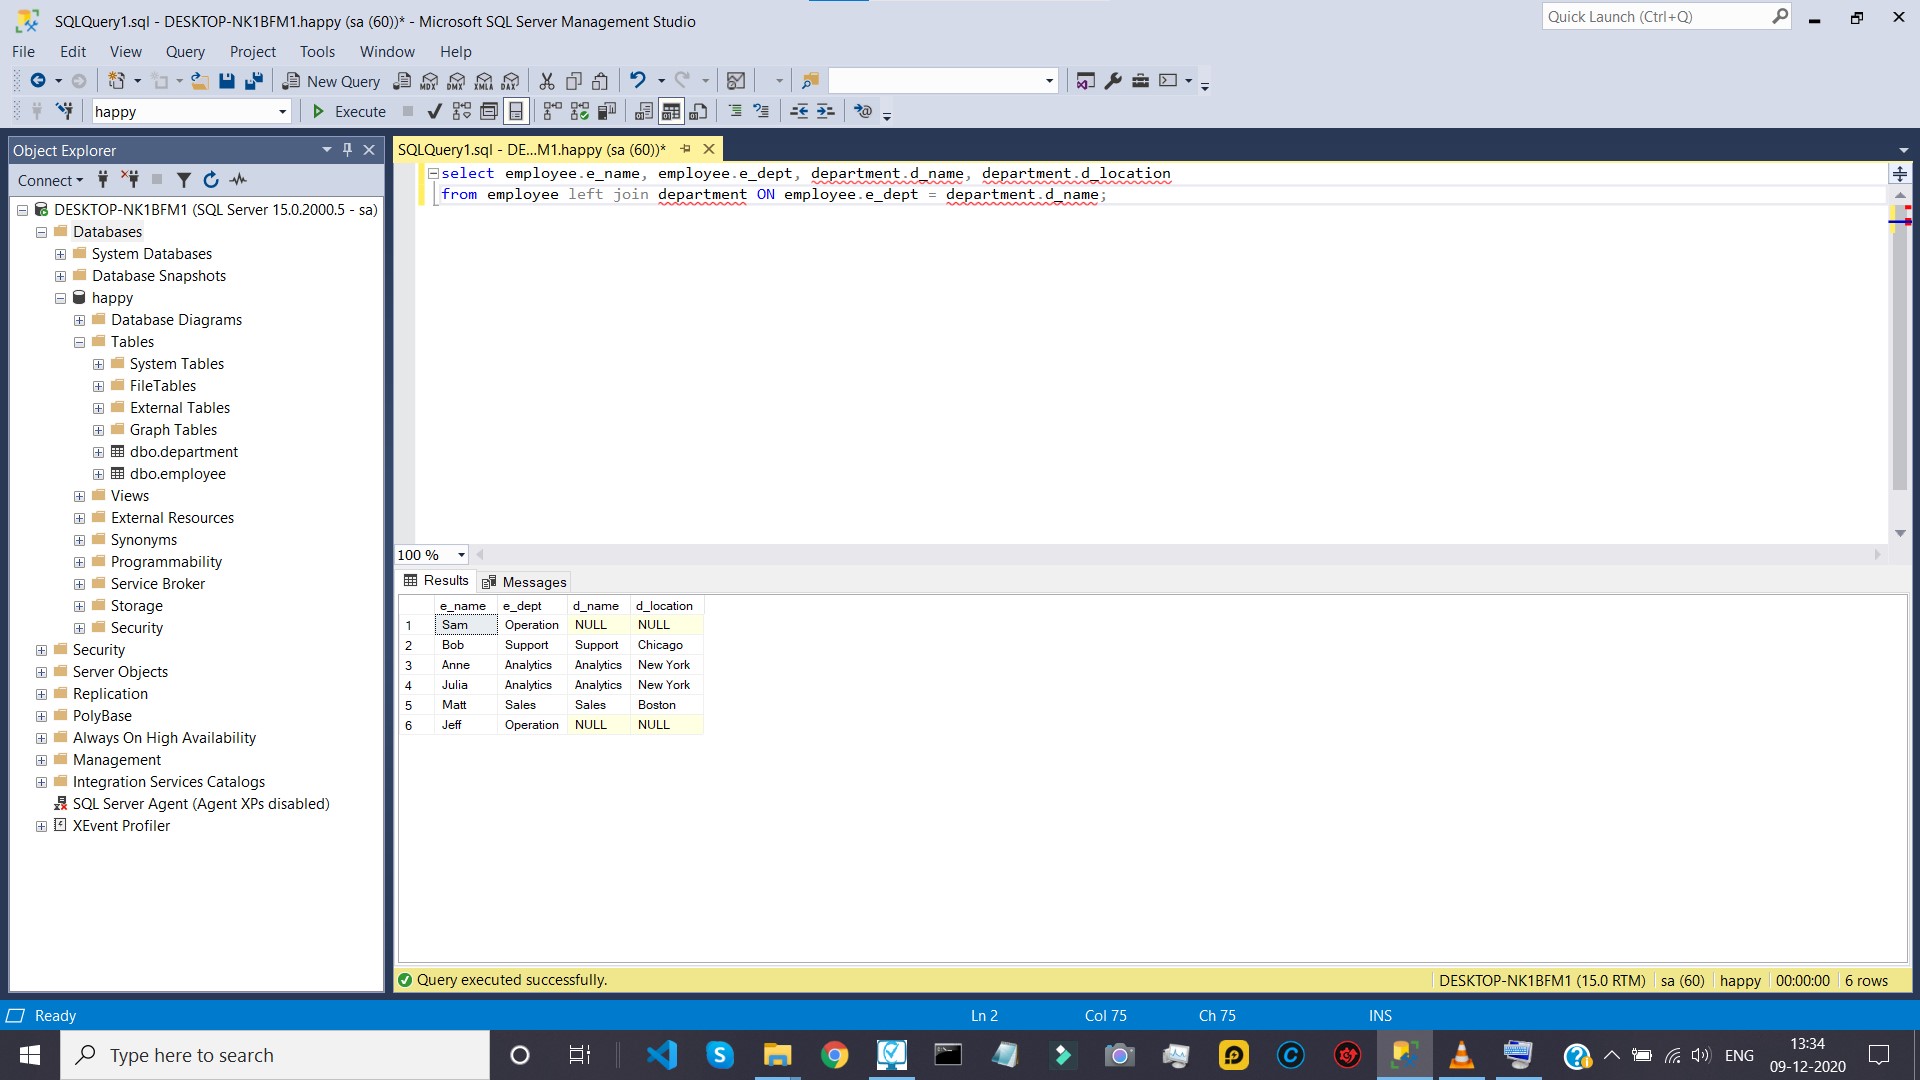 SQLQuery1.sql - DESKTOP-NK1BFM1.happy (sa (60))* - Microsoft SQL Server Management Studio
Quick Launch (Ctrl+Q)
File Edit View Query Project Tools Window Help
New Query MDX DMX XMLA DAX
happy Execute
Object Explorer
SQLQuery1.sql - DE...M1.happy (sa (60))*
Connect
select employee.e_name, employee.e_dept, department.d_name, department.d_location
from employee left join department ON employee.e_dept = department.d_name;
DESKTOP-NK1BFM1 (SQL Server 15.0.2000.5 - sa)
Databases
System Databases
Database Snapshots
happy
Database Diagrams
Tables
System Tables
FileTables
External Tables
Graph Tables
dbo.department
dbo.employee
Views
External Resources
Synonyms
Programmability
Service Broker
Storage
Security
Security
Server Objects
Replication
PolyBase
Always On High Availability
Management
Integration Services Catalogs
SQL Server Agent (Agent XPs disabled)
XEvent Profiler
100 %
Results Messages
e_name e_dept d_name d_location
1 Sam Operation NULL NULL
2 Bob Support Support Chicago
3 Anne Analytics Analytics New York
4 Julia Analytics Analytics New York
5 Matt Sales Sales Boston
6 Jeff Operation NULL NULL
Query executed successfully.
DESKTOP-NK1BFM1 (15.0 RTM) sa (60) happy 00:00:00 6 rows
Ready Ln 2 Col 75 Ch 75 INS
Type here to search
ENG
13:34
09-12-2020